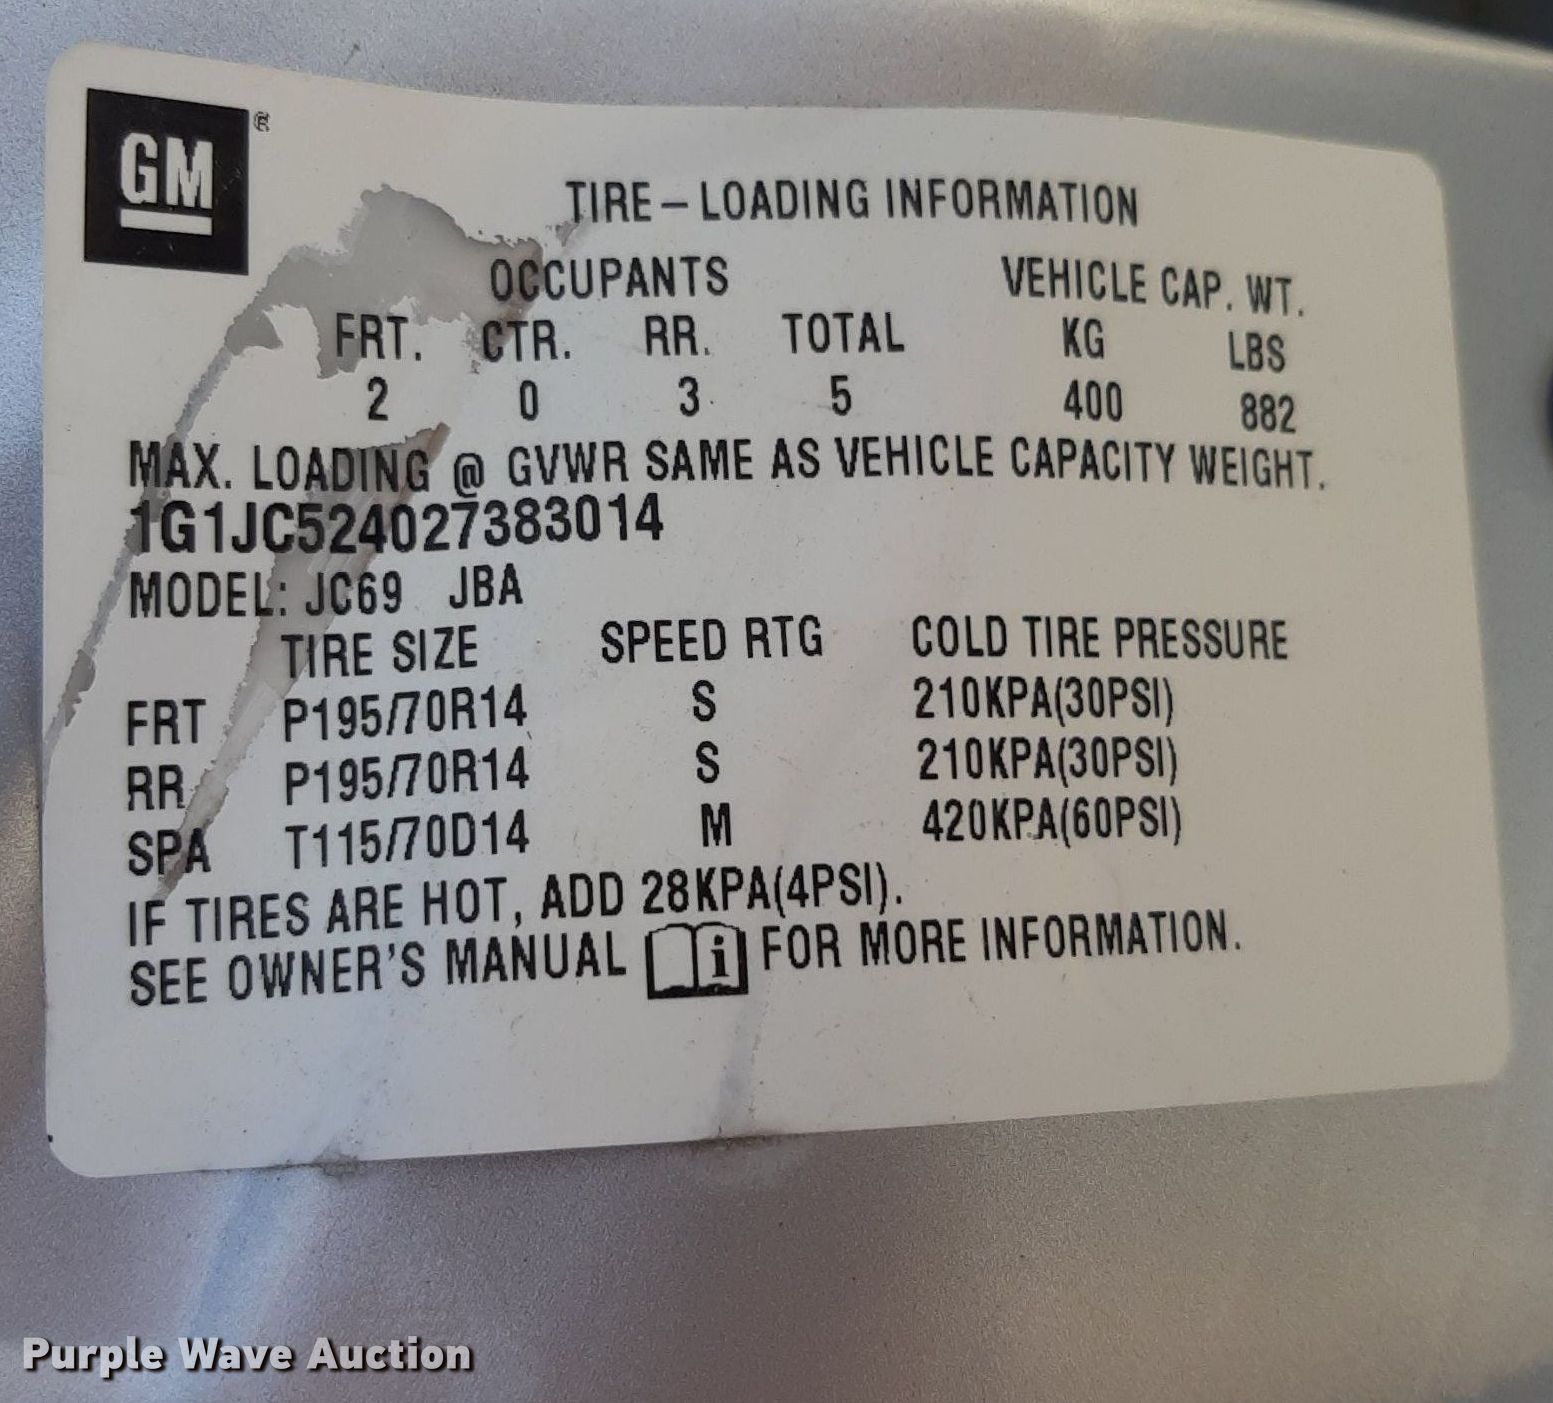 GM ®
TIRE – LOADING INFORMATION
OCCUPANTS VEHICLE CAP. WT.
FRT. CTR. RR. TOTAL KG LBS
2 0 3 5 400 882
MAX. LOADING @ GVWR SAME AS VEHICLE CAPACITY WEIGHT.
1G1JC524027383014
MODEL: JC69 JBA
TIRE SIZE SPEED RTG COLD TIRE PRESSURE
FRT P195/70R14 S 210KPA(30PSI)
RR P195/70R14 S 210KPA(30PSI)
SPA T115/70D14 M 420KPA(60PSI)
IF TIRES ARE HOT, ADD 28KPA(4PSI).
SEE OWNER'S MANUAL i FOR MORE INFORMATION.
Purple Wave Auction